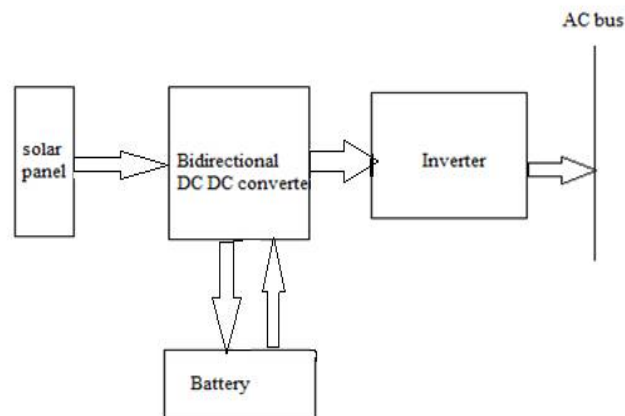 AC bus
solar
panel
Bidirectional
DC DC converte
Inverter
Battery